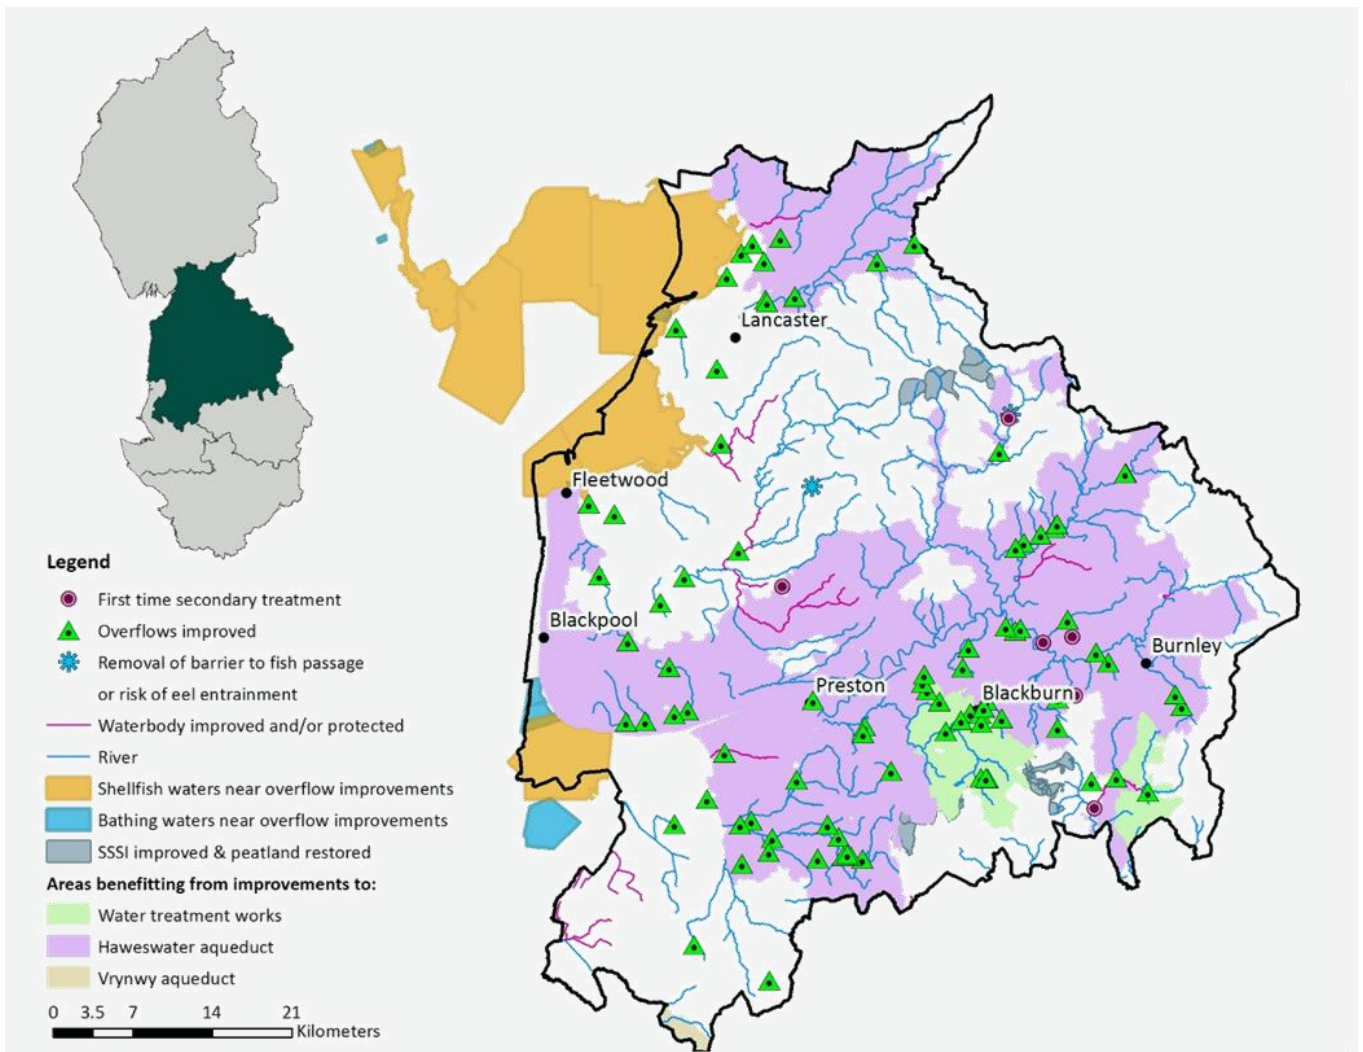 Lancaster
Fleetwood
Blackpool
Burnley
Preston
Blackburn
Legend
First time secondary treatment
Overflows improved
Removal of barrier to fish passage
or risk of eel entrainment
Waterbody improved and/or protected
River
Shellfish waters near overflow improvements
Bathing waters near overflow improvements
SSSI improved & peatland restored
Areas benefitting from improvements to:
Water treatment works
Haweswater aqueduct
Vrynwy aqueduct
0 3.5 7 14 21
Kilometers